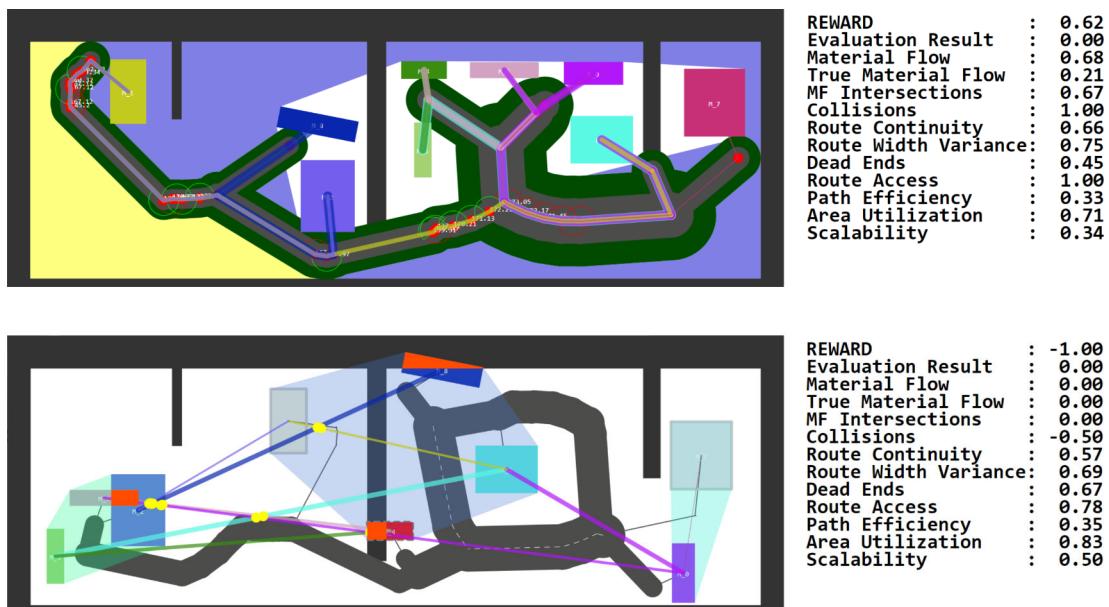 REWARD : 0.62
Evaluation Result : 0.00
Material Flow : 0.68
True Material Flow : 0.21
MF Intersections : 0.67
Collisions : 1.00
Route Continuity : 0.66
Route Width Variance: 0.75
Dead Ends : 0.45
Route Access : 1.00
Path Efficiency : 0.33
Area Utilization : 0.71
Scalability : 0.34
M_7
REWARD : -1.00
Evaluation Result : 0.00
Material Flow : 0.00
True Material Flow : 0.00
MF Intersections : 0.00
Collisions : -0.50
Route Continuity : 0.57
Route Width Variance: 0.69
Dead Ends : 0.67
Route Access : 0.78
Path Efficiency : 0.35
Area Utilization : 0.83
Scalability : 0.50